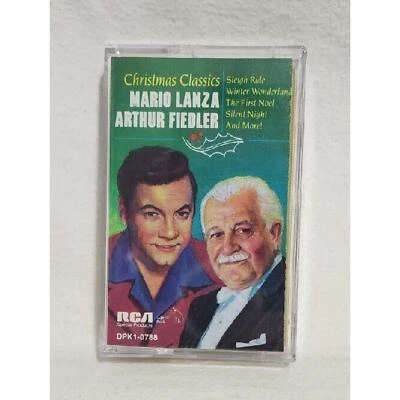 Christmas Classics
MARIO LANZA
ARTHUR FIEDLER
Sleigh Ride
Winter Wonderland
The First Noel
Silent Night
And More!
RCA
Special Products
DPK1-0788